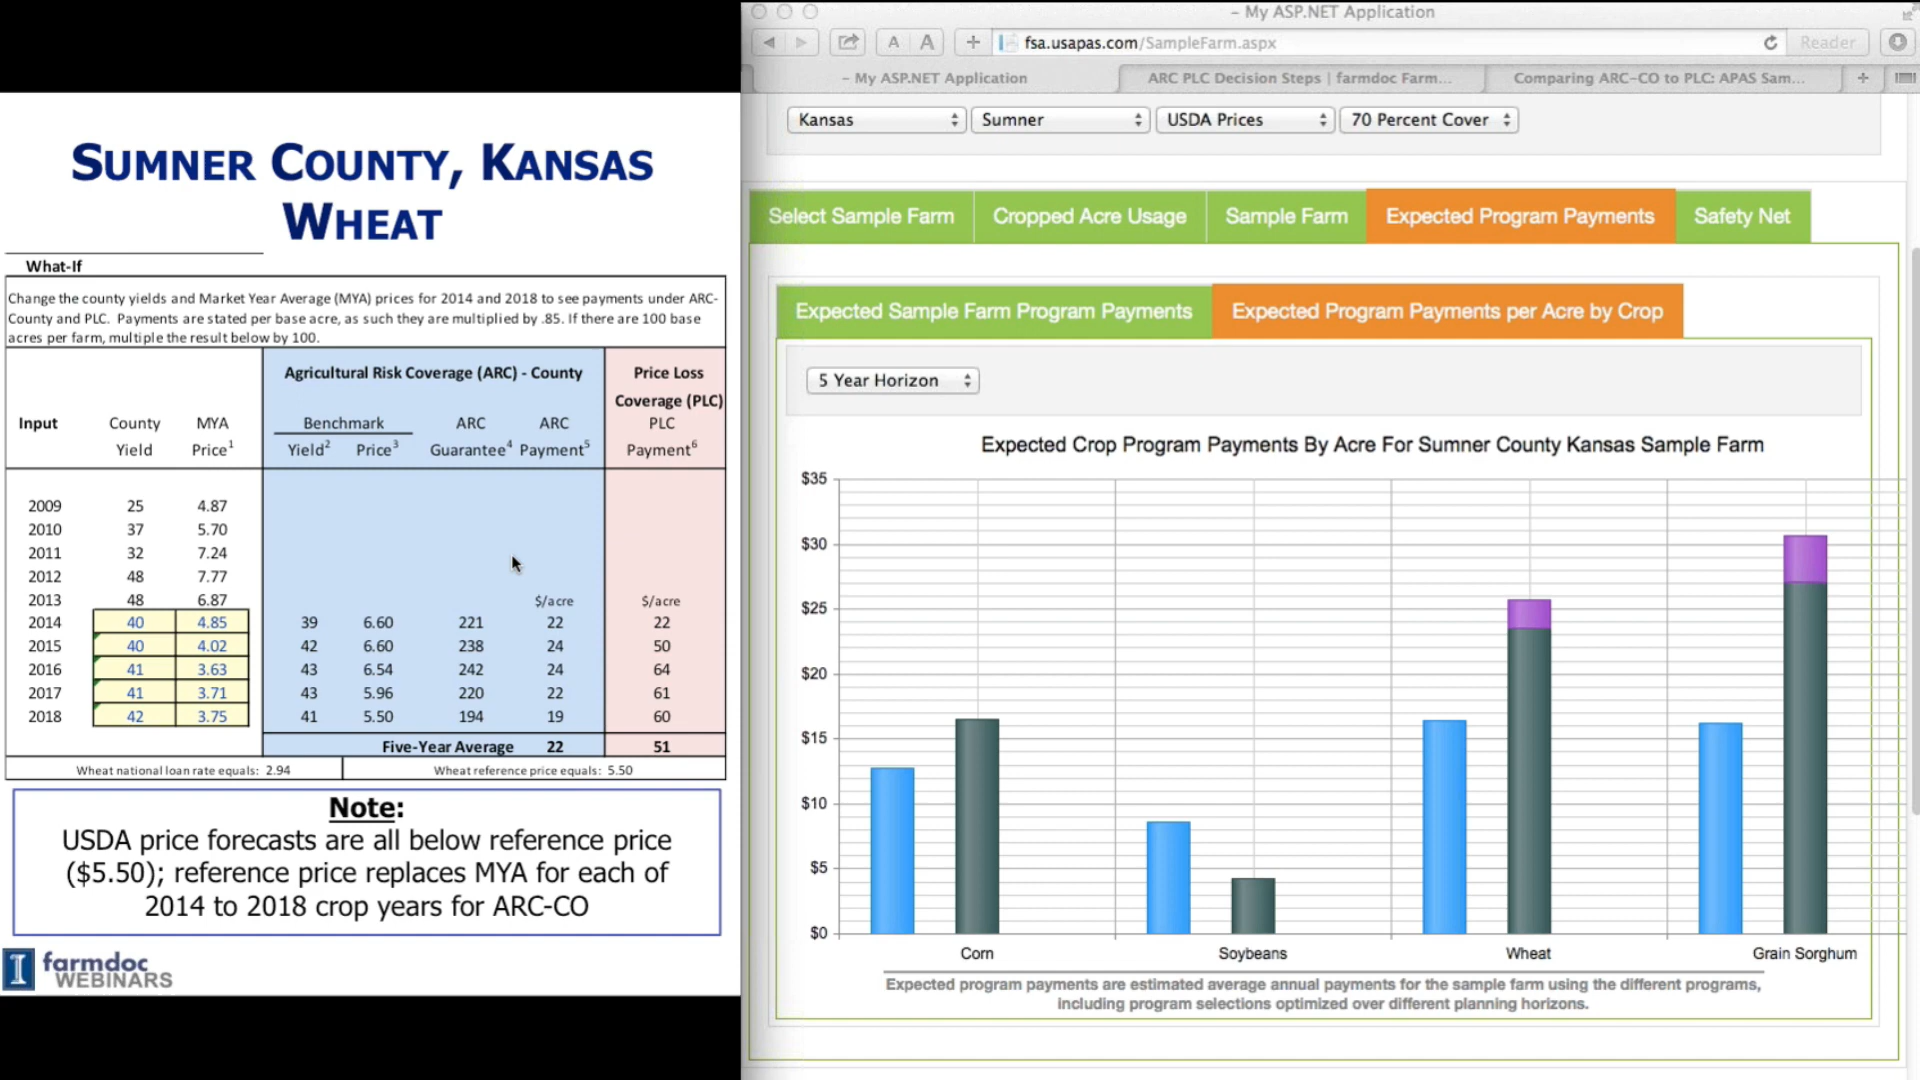 SUMNER COUNTY, KANSAS
WHEAT
What-If
Change the county yields and Market Year Average (MYA) prices for 2014 and 2018 to see payments under ARC-
County and PLC. Payments are stated per base acre, as such they are multiplied by .85. If there are 100 base
acres per farm, multiple the result below by 100.
Agricultural Risk Coverage (ARC) - County Price Loss
Coverage (PLC)
Input County MYA Benchmark ARC ARC PLC
Yield Price1 Yield2 Price3 Guarantee4 Payment5 Payment6
2009 25 4.87
2010 37 5.70
2011 32 7.24
2012 48 7.77
2013 48 6.87 $/acre $/acre
2014 40 4.85 39 6.60 221 22 22
2015 40 4.02 42 6.60 238 24 50
2016 41 3.63 43 6.54 242 24 64
2017 41 3.71 43 5.96 220 22 61
2018 42 3.75 41 5.50 194 19 60
Five-Year Average 22 51
Wheat national loan rate equals: 2.94 Wheat reference price equals: 5.50
Note:
USDA price forecasts are all below reference price
($5.50); reference price replaces MYA for each of
2014 to 2018 crop years for ARC-CO
I farmdoc
WEBINARS
– My ASP.NET Application
A A + fsa.usapas.com/SampleFarm.aspx Reader
– My ASP.NET Application ARC PLC Decision Steps | farmdoc Farm... Comparing ARC-CO to PLC: APAS Sam... +
Kansas Sumner USDA Prices 70 Percent Cover
Select Sample Farm Cropped Acre Usage Sample Farm Expected Program Payments Safety Net
Expected Sample Farm Program Payments Expected Program Payments per Acre by Crop
5 Year Horizon
Expected Crop Program Payments By Acre For Sumner County Kansas Sample Farm
$35
$30
$25
$20
$15
$10
$5
$0
Corn Soybeans Wheat Grain Sorghum
Expected program payments are estimated average annual payments for the sample farm using the different programs,
including program selections optimized over different planning horizons.